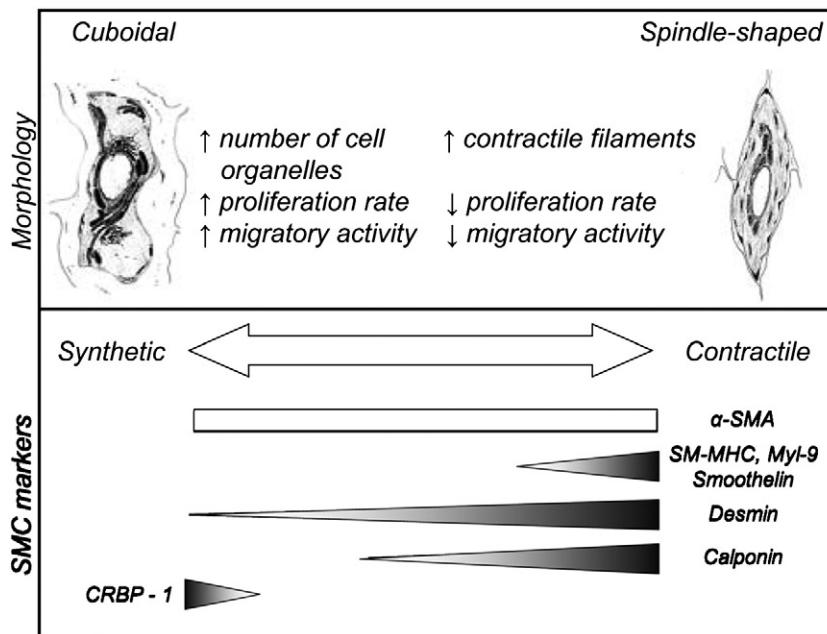 Cuboidal
Spindle-shaped
Morphology
↑ number of cell
organelles
↑ proliferation rate
↑ migratory activity
↑ contractile filaments
↓ proliferation rate
↓ migratory activity
Synthetic
Contractile
SMC markers
α-SMA
SM-MHC, Myl-9
Smoothelin
Desmin
Calponin
CRBP - 1